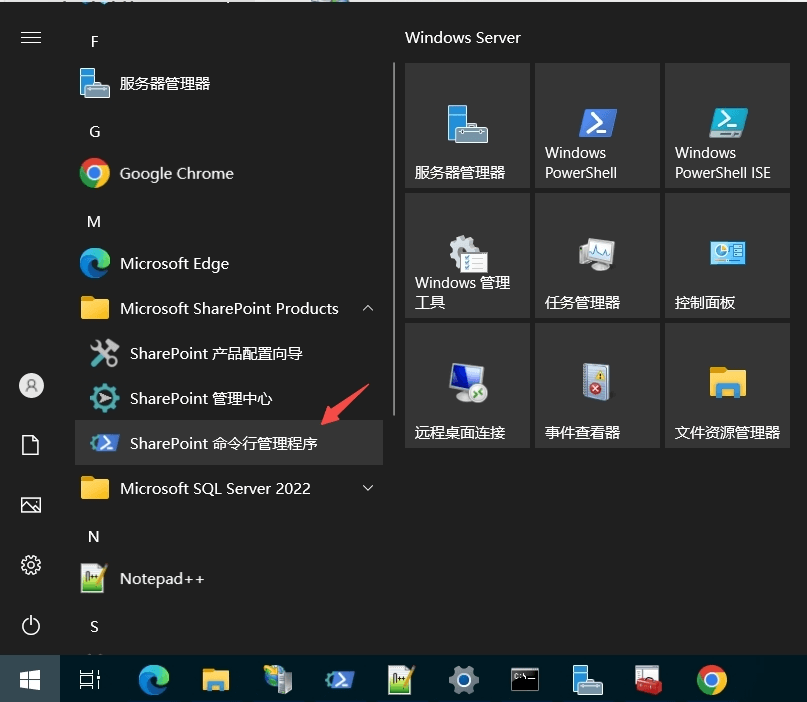 F
服务器管理器
G
Google Chrome
M
Microsoft Edge
Microsoft SharePoint Products
SharePoint 产品配置向导
SharePoint 管理中心
SharePoint 命令行管理程序
Microsoft SQL Server 2022
N
Notepad++
S
Windows Server
服务器管理器
Windows
PowerShell
Windows
PowerShell ISE
Windows 管理
工具
任务管理器
控制面板
远程桌面连接
事件查看器
文件资源管理器